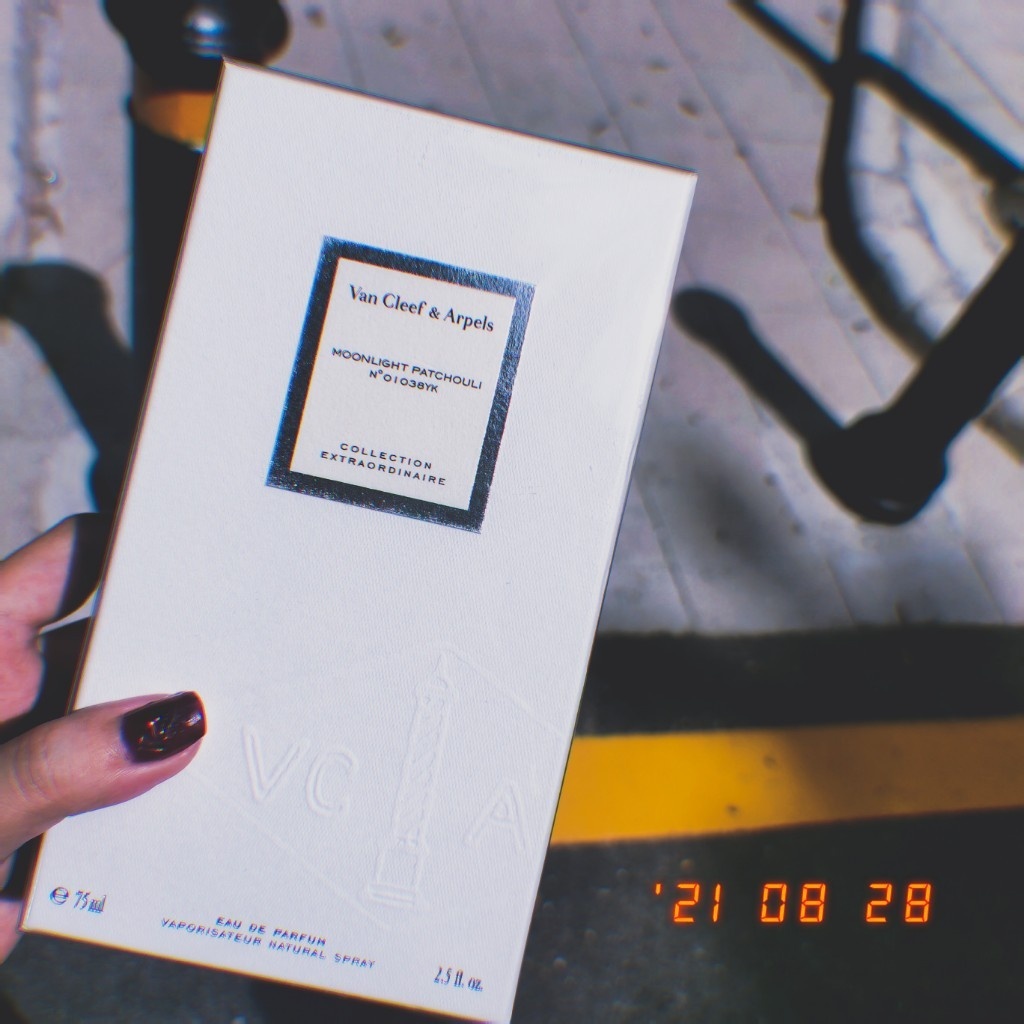 Van Cleef & Arpels
MOONLIGHT PATCHOULI
N°01038YK
COLLECTION
EXTRAORDINAIRE
VC A
℮ 75 ml
EAU DE PARFUM
VAPORISATEUR NATURAL SPRAY
2.5 fl. oz.
'21 08 28